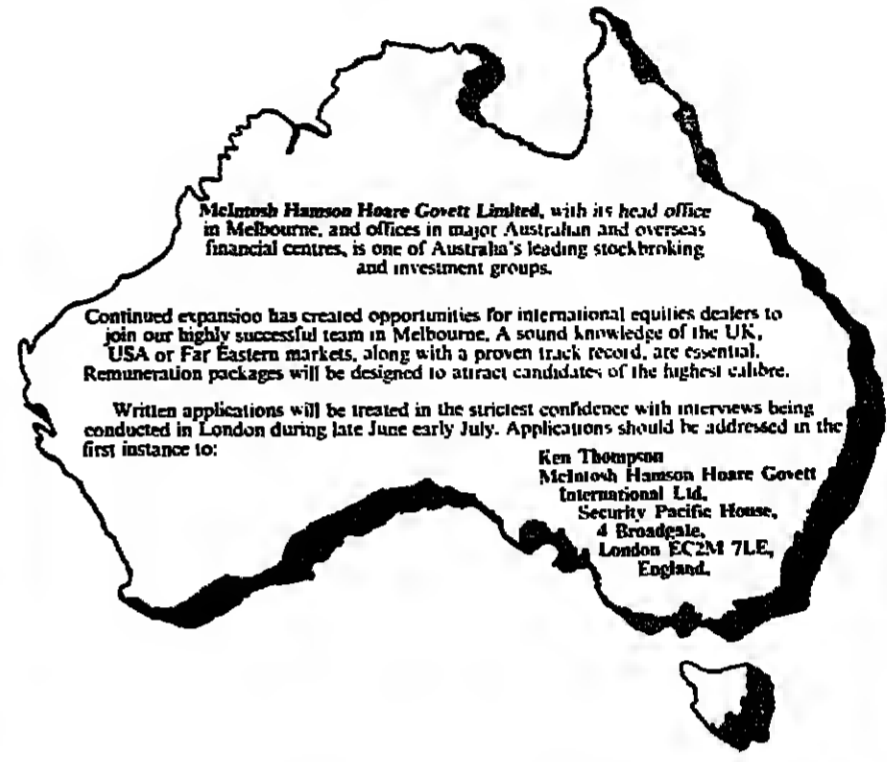 McIntosh Hamson Hoare Govett Limited, with its head office
in Melbourne, and offices in major Australian and overseas
financial centres, is one of Australia's leading stockbroking
and investment groups.
Continued expansion has created opportunities for international equities dealers to
join our highly successful team in Melbourne. A sound knowledge of the UK,
USA or Far Eastern markets, along with a proven track record, are essential.
Remuneration packages will be designed to attract candidates of the highest calibre.
Written applications will be treated in the strictest confidence with interviews being
conducted in London during late June early July. Applications should be addressed in the
first instance to:
Ken Thompson
McIntosh Hamson Hoare Govett
International Ltd.
Security Pacific House,
4 Broadgate,
London EC2M 7LE,
England.